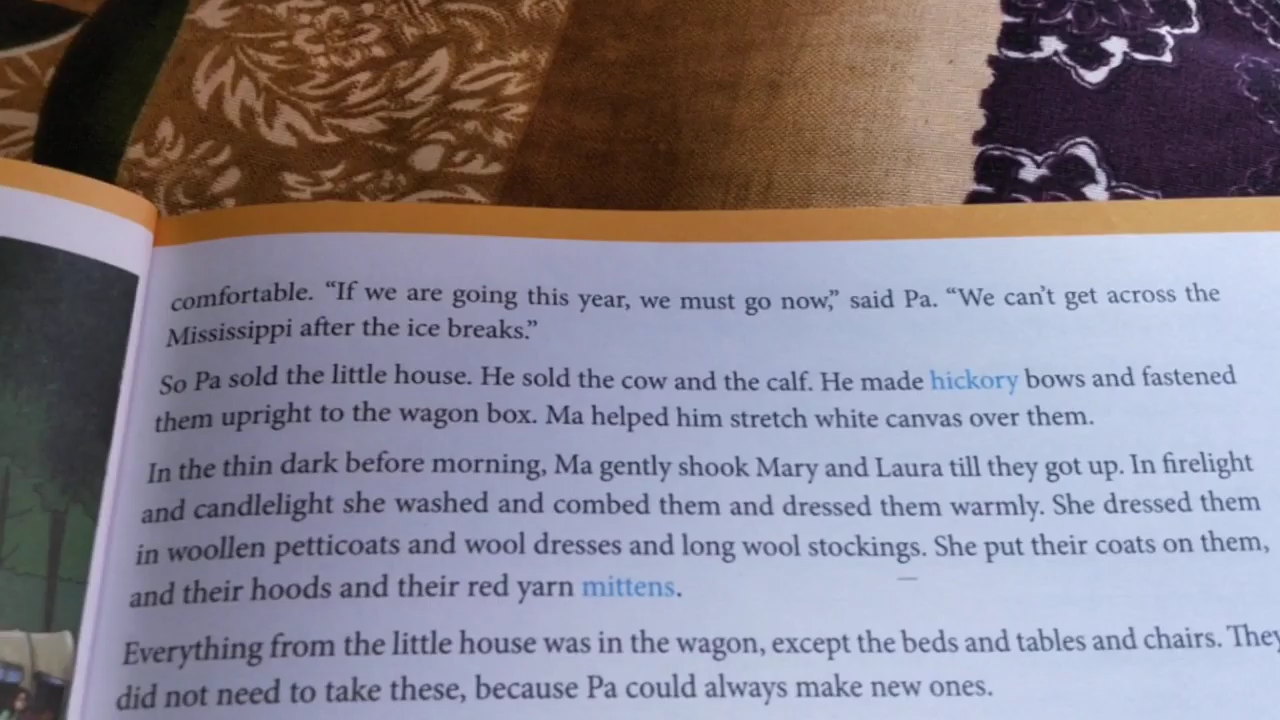 comfortable. “If we are going this year, we must go now,” said Pa. “We can’t get across the
Mississippi after the ice breaks.”
So Pa sold the little house. He sold the cow and the calf. He made hickory bows and fastened
them upright to the wagon box. Ma helped him stretch white canvas over them.
In the thin dark before morning, Ma gently shook Mary and Laura till they got up. In firelight
and candlelight she washed and combed them and dressed them warmly. She dressed them
in woollen petticoats and wool dresses and long wool stockings. She put their coats on them,
and their hoods and their red yarn mittens.
Everything from the little house was in the wagon, except the beds and tables and chairs. They
did not need to take these, because Pa could always make new ones.